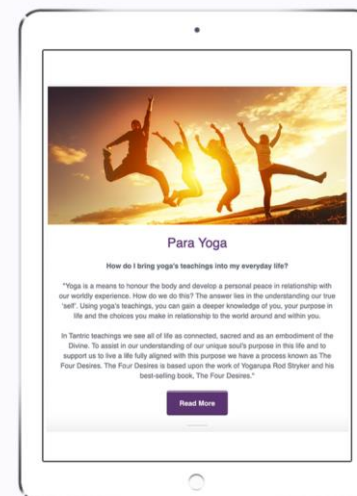 Para Yoga
How do I bring yoga's teachings into my everyday life?
"Yoga is a means to honour the body and develop a personal peace in relationship with
our worldly experience. How do we do this? The answer lies in the understanding our true
'self'. Using yoga's teachings, you can gain a deeper knowledge of you, your purpose in
life and the choices you make in relationship to the world around and within you.
In Tantric teachings we see all of life as connected, sacred and as an embodiment of the
Divine. To assist in our understanding of our unique soul's purpose in this life and to
support us to live a life fully aligned with this purpose we have a process known as The
Four Desires. The Four Desires is based upon the work of Yogarupa Rod Stryker and his
best-selling book, The Four Desires."
Read More